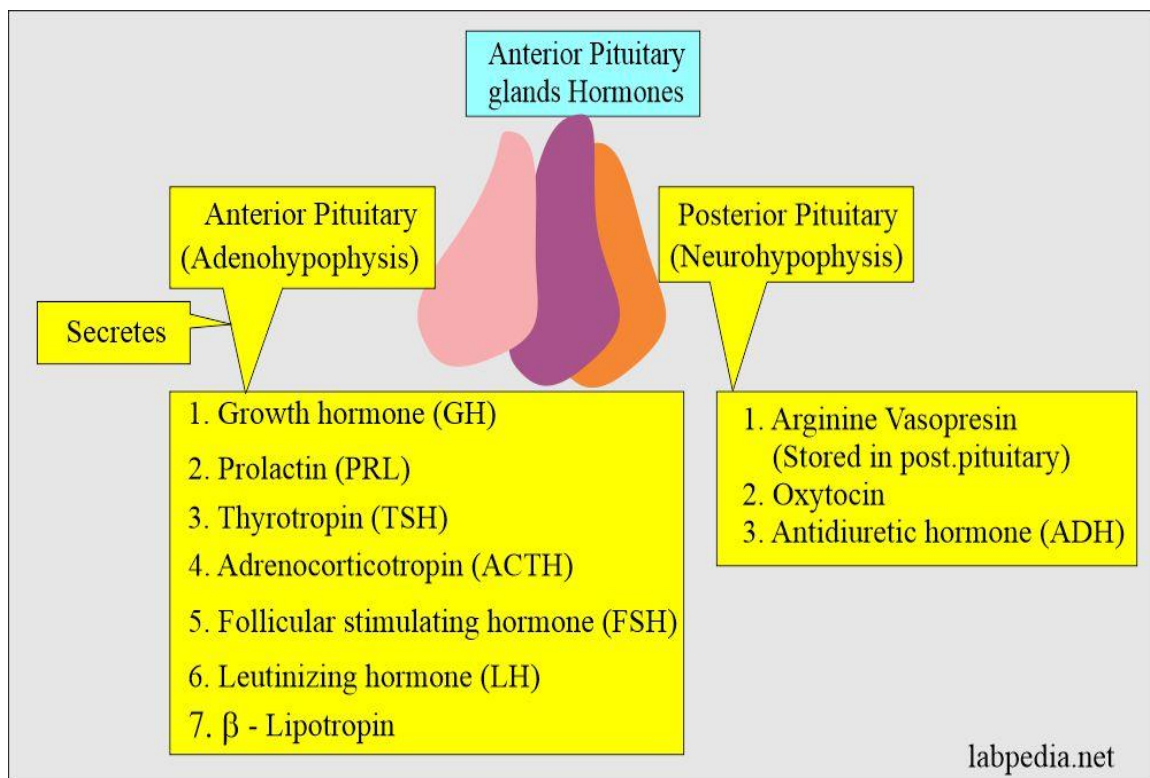 Anterior Pituitary
glands Hormones
Anterior Pituitary
(Adenohypophysis)
Posterior Pituitary
(Neurohypophysis)
Secretes
1. Growth hormone (GH)
2. Prolactin (PRL)
3. Thyrotropin (TSH)
4. Adrenocorticotropin (ACTH)
5. Follicular stimulating hormone (FSH)
6. Leutinizing hormone (LH)
7. β - Lipotropin
1. Arginine Vasopresin
(Stored in post.pituitary)
2. Oxytocin
3. Antidiuretic hormone (ADH)
labpedia.net